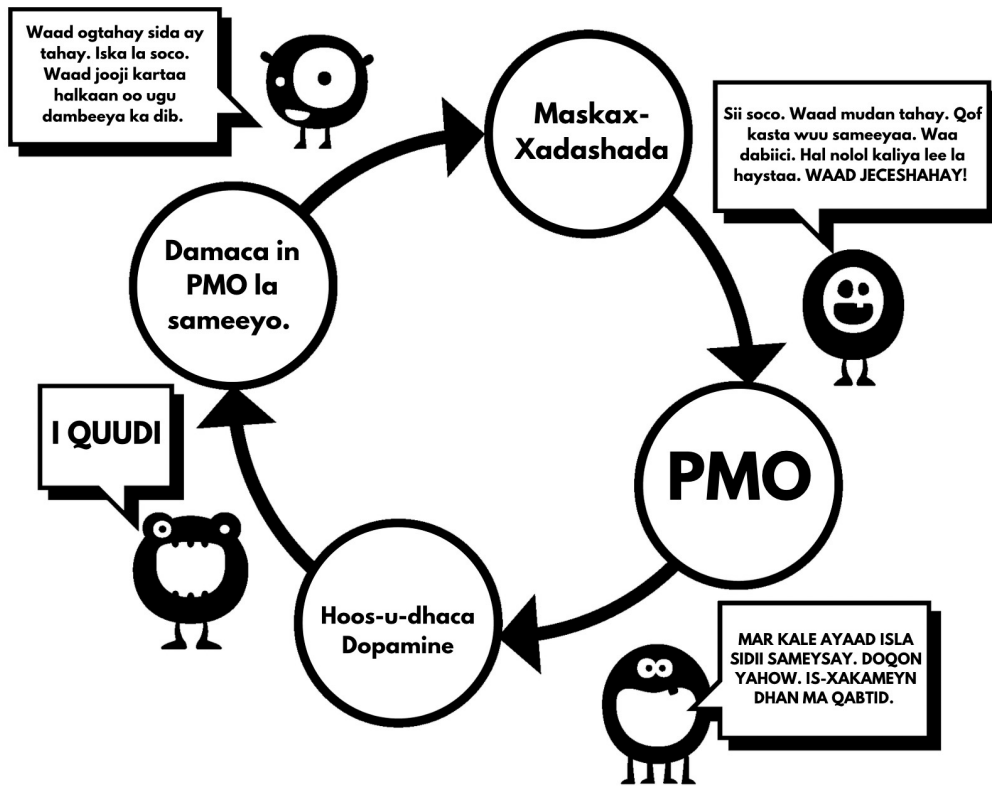 Waad ogtahay sida ay
tahay. Iska la soco.
Waad jooji kartaa
halkaan oo ugu
dambeeya ka dib.
Maskax-
Xadashada
Sii soco. Waad mudan tahay. Qof
kasta wuu sameeyaa. Waa
dabiici. Hal nolol kaliya lee la
haystaa. WAAD JECESHAHAY!
Damaca in
PMO la
sameeyo.
I QUUDI
PMO
Hoos-u-dhaca
Dopamine
MAR KALE AYAAD ISLA
SIDII SAMEYSAY. DOQON
YAHOW. IS-XAKAMEYN
DHAN MA QABTID.